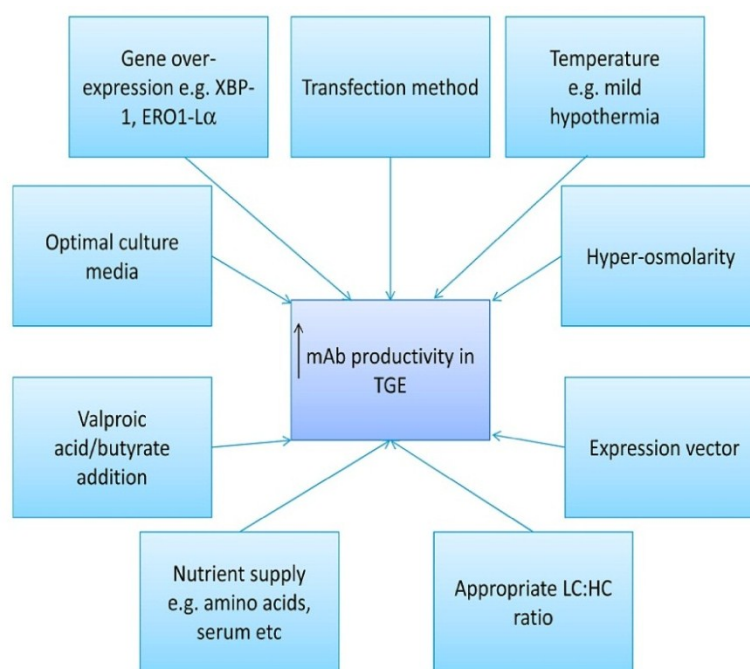 Gene over-
expression e.g. XBP-
1, ERO1-Lα
Transfection method
Temperature
e.g. mild
hypothermia
Optimal culture
media
Hyper-osmolarity
↑ mAb productivity in
TGE
Valproic
acid/butyrate
addition
Expression vector
Nutrient supply
e.g. amino acids,
serum etc
Appropriate LC:HC
ratio